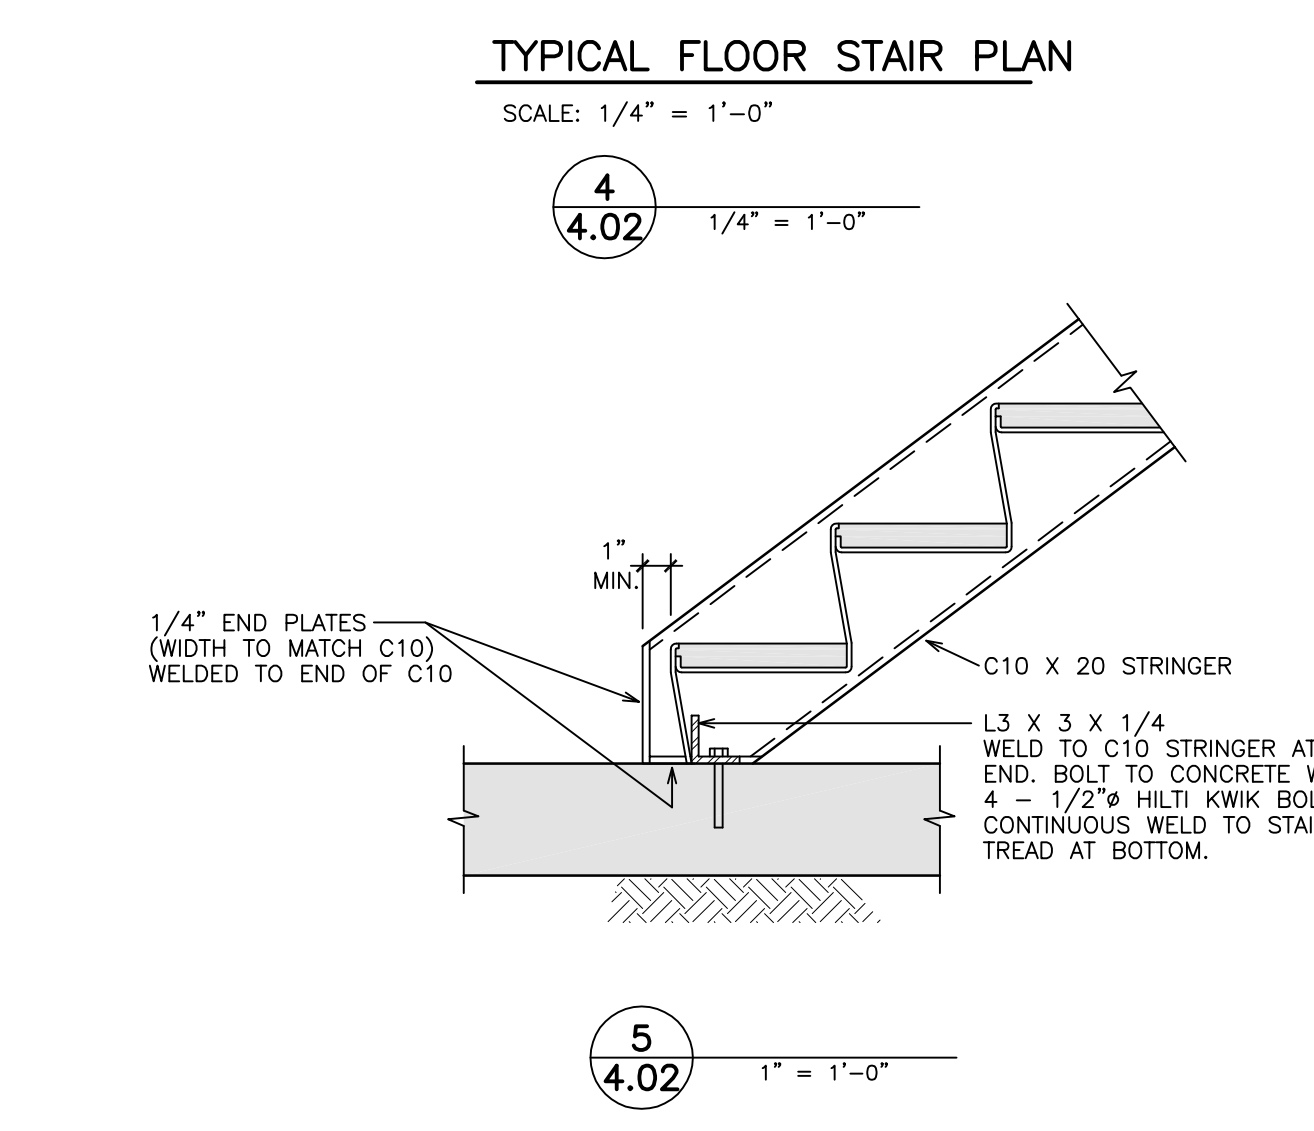 TYPICAL FLOOR STAIR PLAN
SCALE: 1/4" = 1'-0"
4
4.02
1/4" = 1'-0"
1"
MIN.
1/4" END PLATES
(WIDTH TO MATCH C10)
WELDED TO END OF C10
C10 X 20 STRINGER
L3 X 3 X 1/4
WELD TO C10 STRINGER AT
END. BOLT TO CONCRETE
4 - 1/2"ø HILTI KWIK
CONTINUOUS WELD TO
TREAD AT BOTTOM.
5
4.02
1" = 1'-0"